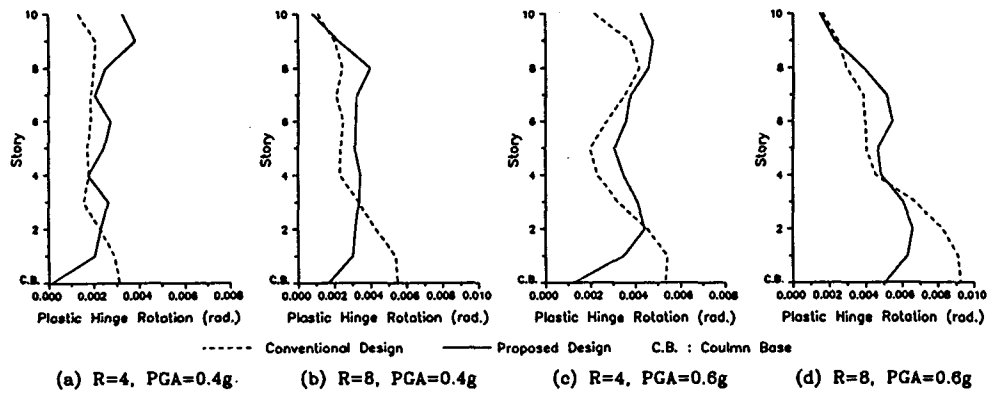 10
8
6
4
2
C.B.
Story
0.000 0.002 0.004 0.006 0.008
Plastic Hinge Rotation (rad.)
10
8
6
4
2
C.B.
Story
0.000 0.002 0.004 0.006 0.008 0.010
Plastic Hinge Rotation (rad.)
10
8
6
4
2
C.B.
Story
0.000 0.002 0.004 0.006 0.008
Plastic Hinge Rotation (rad.)
10
8
6
4
2
C.B.
Story
0.000 0.002 0.004 0.006 0.008 0.010
Plastic Hinge Rotation (rad.)
Conventional Design Proposed Design C.B. : Coulmn Base
(a) R=4, PGA=0.4g.
(b) R=8, PGA=0.4g
(c) R=4, PGA=0.6g
(d) R=8, PGA=0.6g